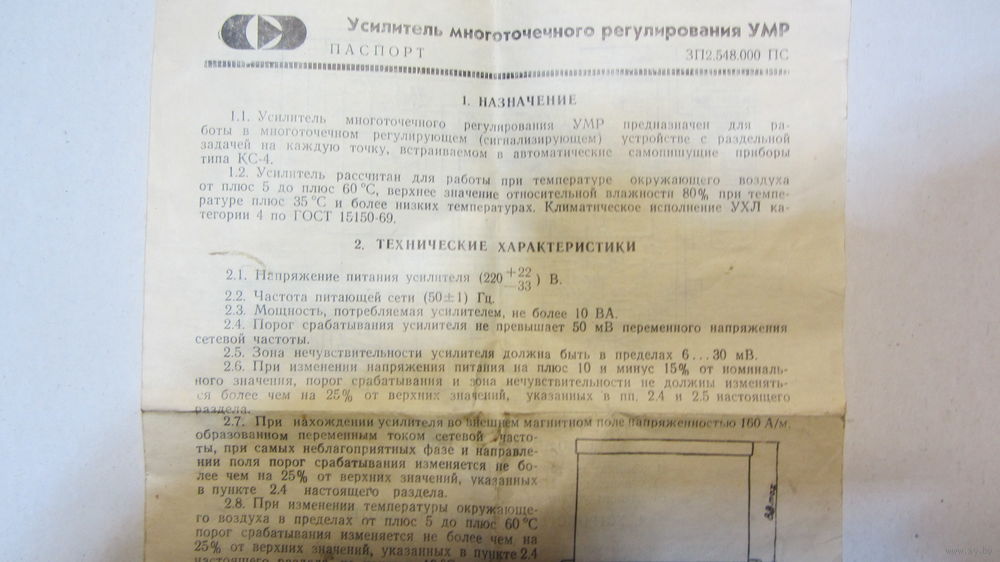 Усилитель многоточечного регулирования УМР
ПАСПОРТ 3П2.548.000 ПС
1. НАЗНАЧЕНИЕ
1.1. Усилитель многоточечного регулирования УМР предназначен для ра-
боты в многоточечном регулирующем (сигнализирующем) устройстве с раздельной
задачей на каждую точку, встраиваемом в автоматические самопишущие приборы
типа КС-4.
1.2. Усилитель рассчитан для работы при температуре окружающего воздуха
от плюс 5 до плюс 60°С, верхнее значение относительной влажности 80% при темпе-
ратуре плюс 35°С и более низких температурах. Климатическое исполнение УХЛ ка-
тегории 4 по ГОСТ 15150-69.
2. ТЕХНИЧЕСКИЕ ХАРАКТЕРИСТИКИ
2.1. Напряжение питания усилителя (220 +22 −33) В.
2.2. Частота питающей сети (50±1) Гц.
2.3. Мощность, потребляемая усилителем, не более 10 ВА.
2.4. Порог срабатывания усилителя не превышает 50 мВ переменного напряжения
сетевой частоты.
2.5. Зона нечувствительности усилителя должна быть в пределах 6...30 мВ.
2.6. При изменении напряжения питания на плюс 10 и минус 15% от номиналь-
ного значения, порог срабатывания и зона нечувствительности не должны изменять-
ся более чем на 25% от верхних значений, указанных в пп. 2.4 и 2.5 настоящего
раздела.
2.7. При нахождении усилителя во внешнем магнитном поле напряженностью 160 А/м,
образованном переменным током сетевой часто-
ты, при самых неблагоприятных фазе и направле-
нии поля порог срабатывания изменяется не бо-
лее чем на 25% от верхних значений, указанных
в пункте 2.4 настоящего раздела.
2.8. При изменении температуры окружающе-
го воздуха в пределах от плюс 5 до плюс 60°С
порог срабатывания изменяется не более чем на
25% от верхних значений, указанных в пункте 2.4
настоящего раздела